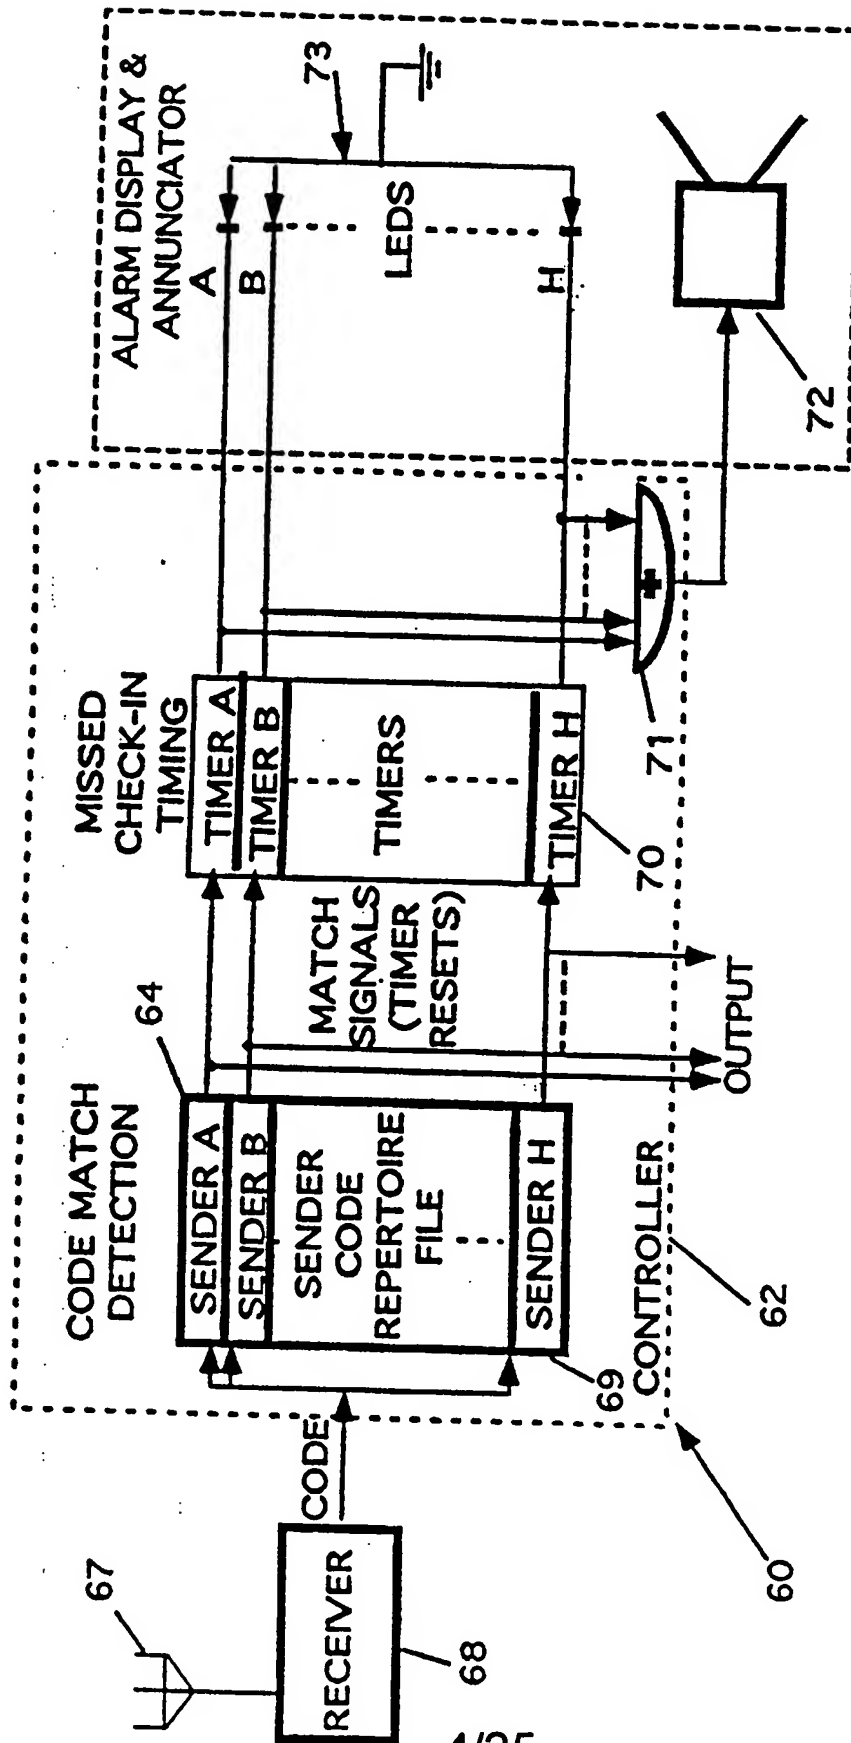 67
RECEIVER
68
CODE
CODE MATCH
DETECTION
64
SENDER A
SENDER B
SENDER
CODE
REPERTOIRE
FILE
SENDER H
69
CONTROLLER
62
60
MATCH
SIGNALS
(TIMER
RESETS)
OUTPUT
MISSED
CHECK-IN
TIMING
TIMER A
TIMER B
TIMERS
TIMER H
70
71
+
ALARM DISPLAY &
ANNUNCIATOR
A
B
LEDS
H
73
72